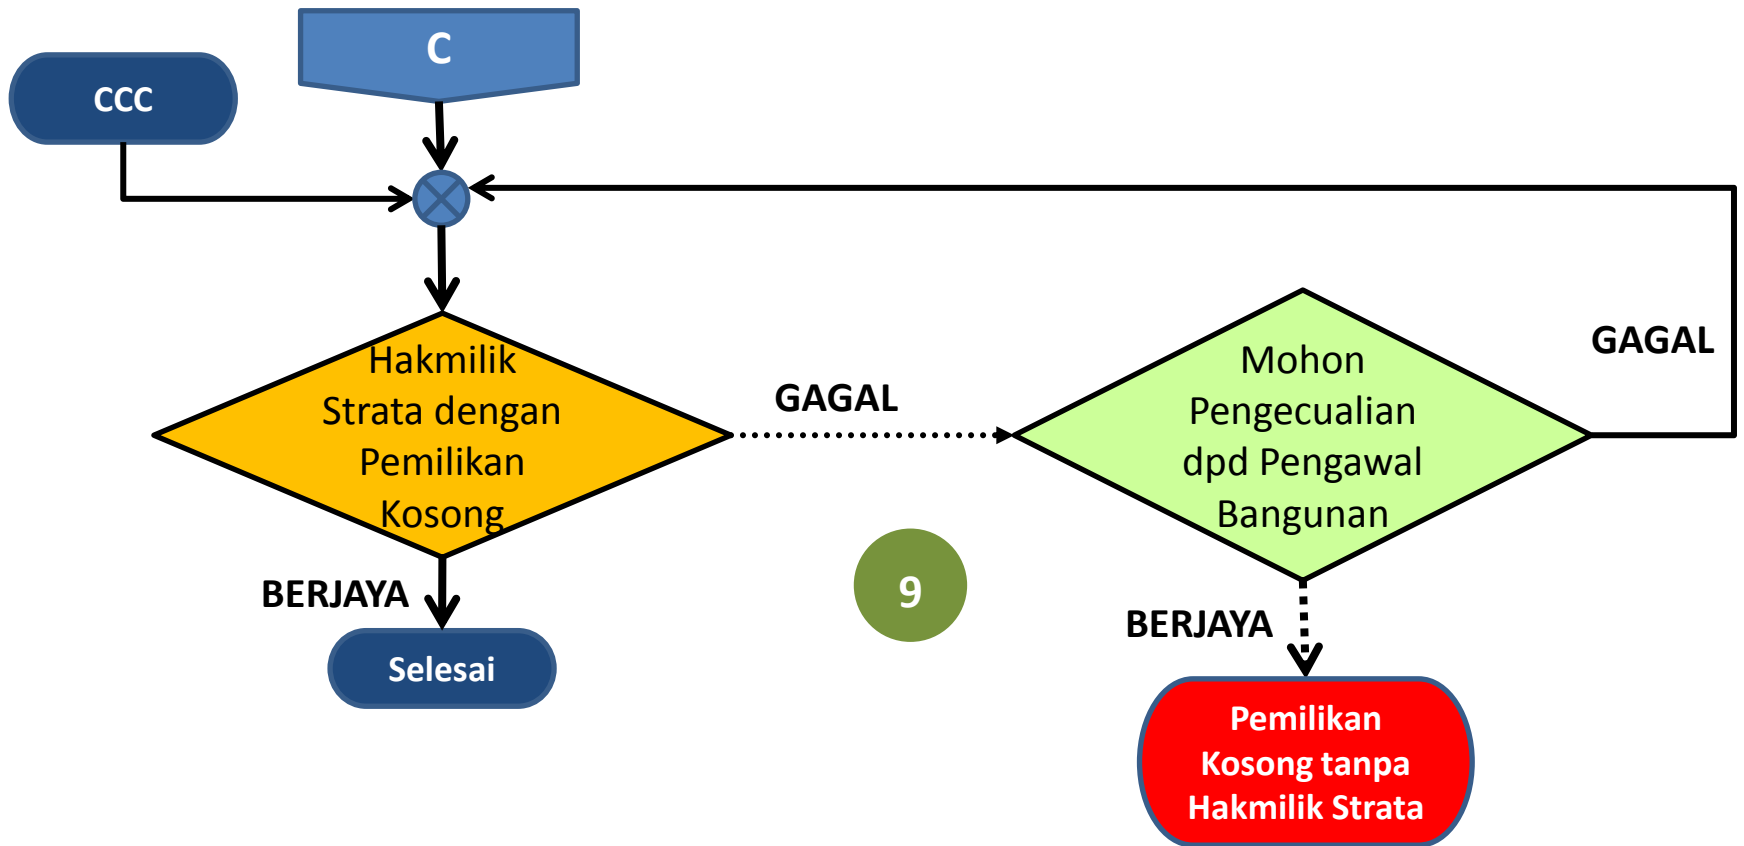 C
CCC
Hakmilik
Strata dengan
Pemilikan
Kosong
GAGAL
Mohon
Pengecualian
dpd Pengawal
Bangunan
GAGAL
BERJAYA
Selesai
9
BERJAYA
Pemilikan
Kosong tanpa
Hakmilik Strata